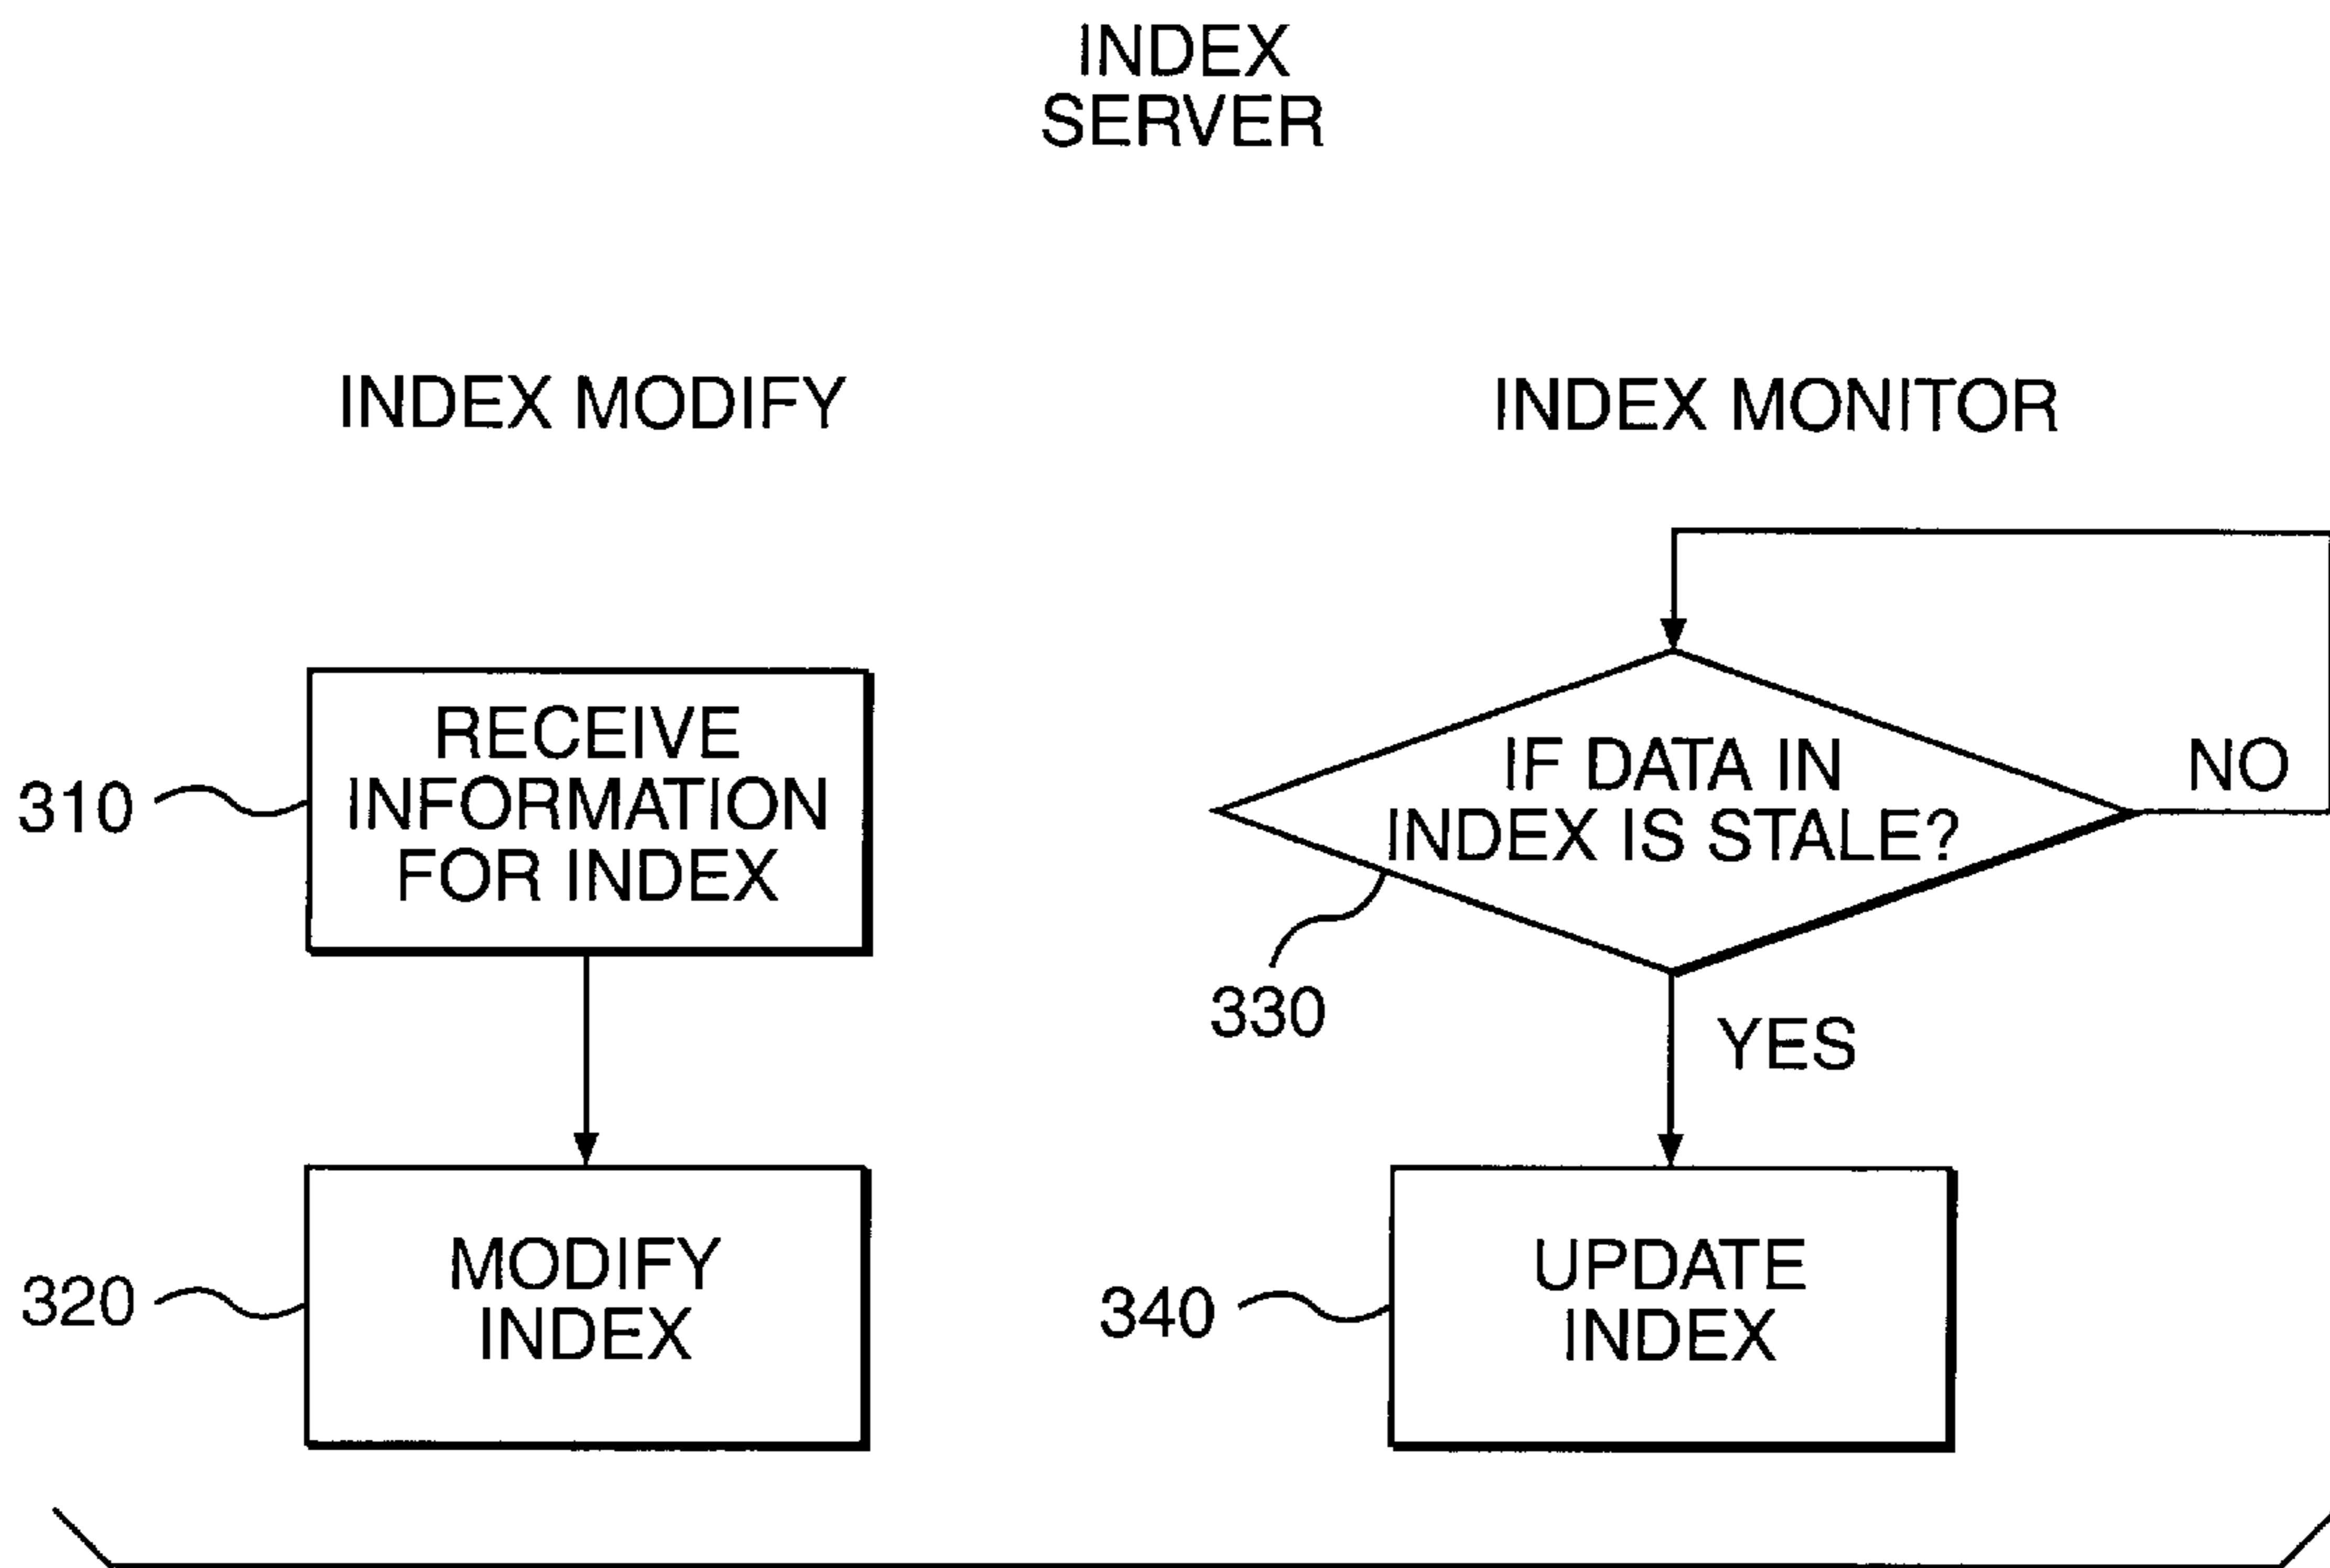 INDEX
SERVER
INDEX MODIFY
RECEIVE
INFORMATION
FOR INDEX
310
MODIFY
INDEX
320
INDEX MONITOR
IF DATA IN
INDEX IS STALE?
NO
330
YES
UPDATE
INDEX
340